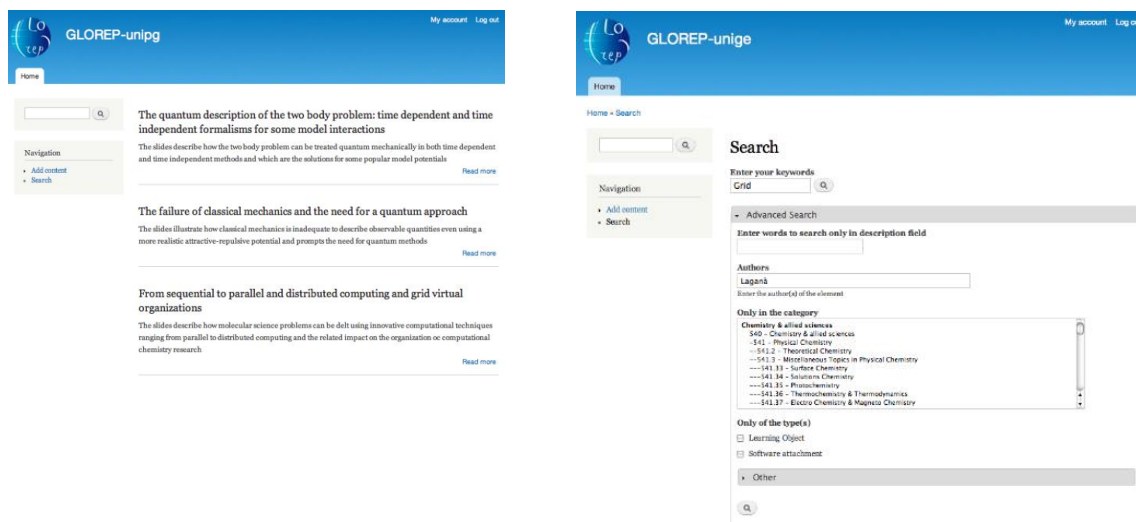 Lo
rep
GLOREP-unipg
My account Log out
Home
Navigation
Add content
Search
The quantum description of the two body problem: time dependent and time
independent formalisms for some model interactions
The slides describe how the two body problem can be treated quantum mechanically in both time dependent
and time independent methods and which are the solutions for some popular model potentials
Read more
The failure of classical mechanics and the need for a quantum approach
The slides illustrate how classical mechanics is inadequate to describe observable quantities even using a
more realistic attractive-repulsive potential and prompts the need for quantum methods
Read more
From sequential to parallel and distributed computing and grid virtual
organizations
The slides describe how molecular science problems can be delt using innovative computational techniques
ranging from parallel to distributed computing and the related impact on the organization oc computational
chemistry research
Read more
Lo
rep
GLOREP-unige
My account Log o
Home
Home » Search
Navigation
Add content
Search
Search
Enter your keywords
Grid
Advanced Search
Enter words to search only in description field
Authors
Laganà
Enter the author(s) of the element
Only in the category
Chemistry & allied sciences
540 - Chemistry & allied sciences
-541 - Physical Chemistry
--541.2 - Theoretical Chemistry
--541.3 - Miscellaneous Topics in Physical Chemistry
---541.33 - Surface Chemistry
---541.34 - Solutions Chemistry
---541.35 - Photochemistry
---541.36 - Thermochemistry & Thermodynamics
---541.37 - Electro Chemistry & Magneto Chemistry
Only of the type(s)
Learning Object
Software attachment
Other